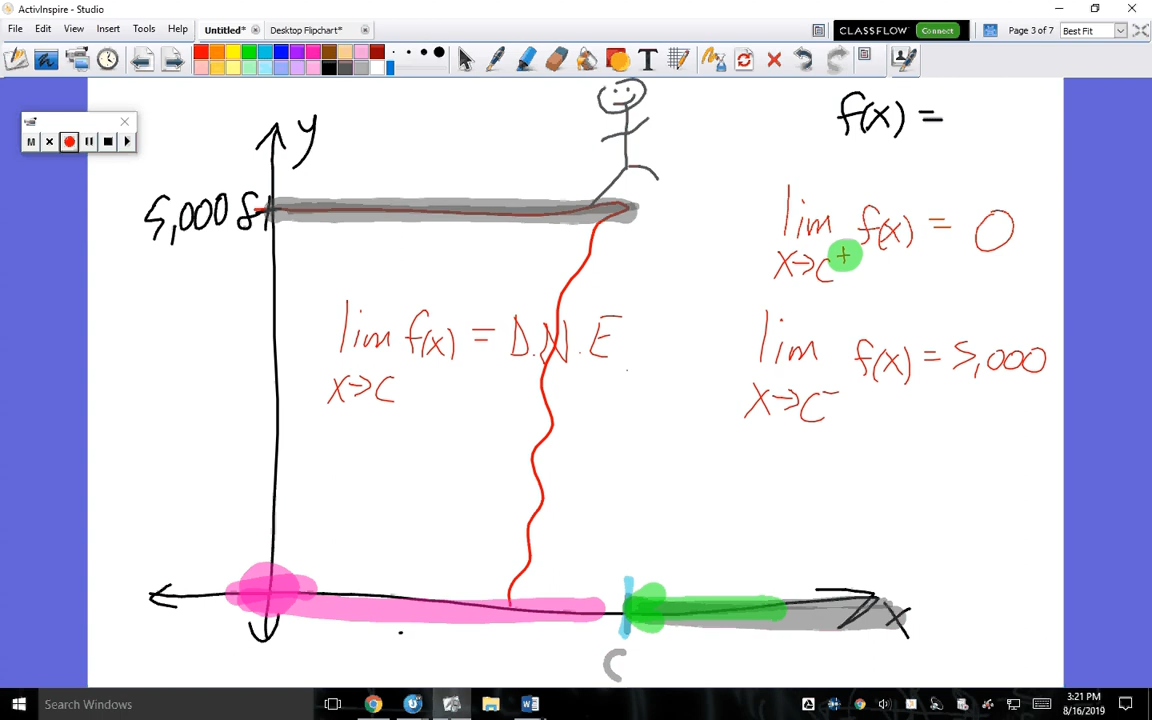 ActivInspire - Studio
File Edit View Insert Tools Help
Untitled* Desktop Flipchart*
CLASSFLOW Connect
Page 3 of 7 Best Fit
M
y
5,000 ft
f(x) =
lim f(x) = 0
x→c⁺
lim f(x) = D.N.E
x→c
lim f(x) = 5,000
x→c⁻
x
c
Search Windows
3:21 PM
8/16/2019